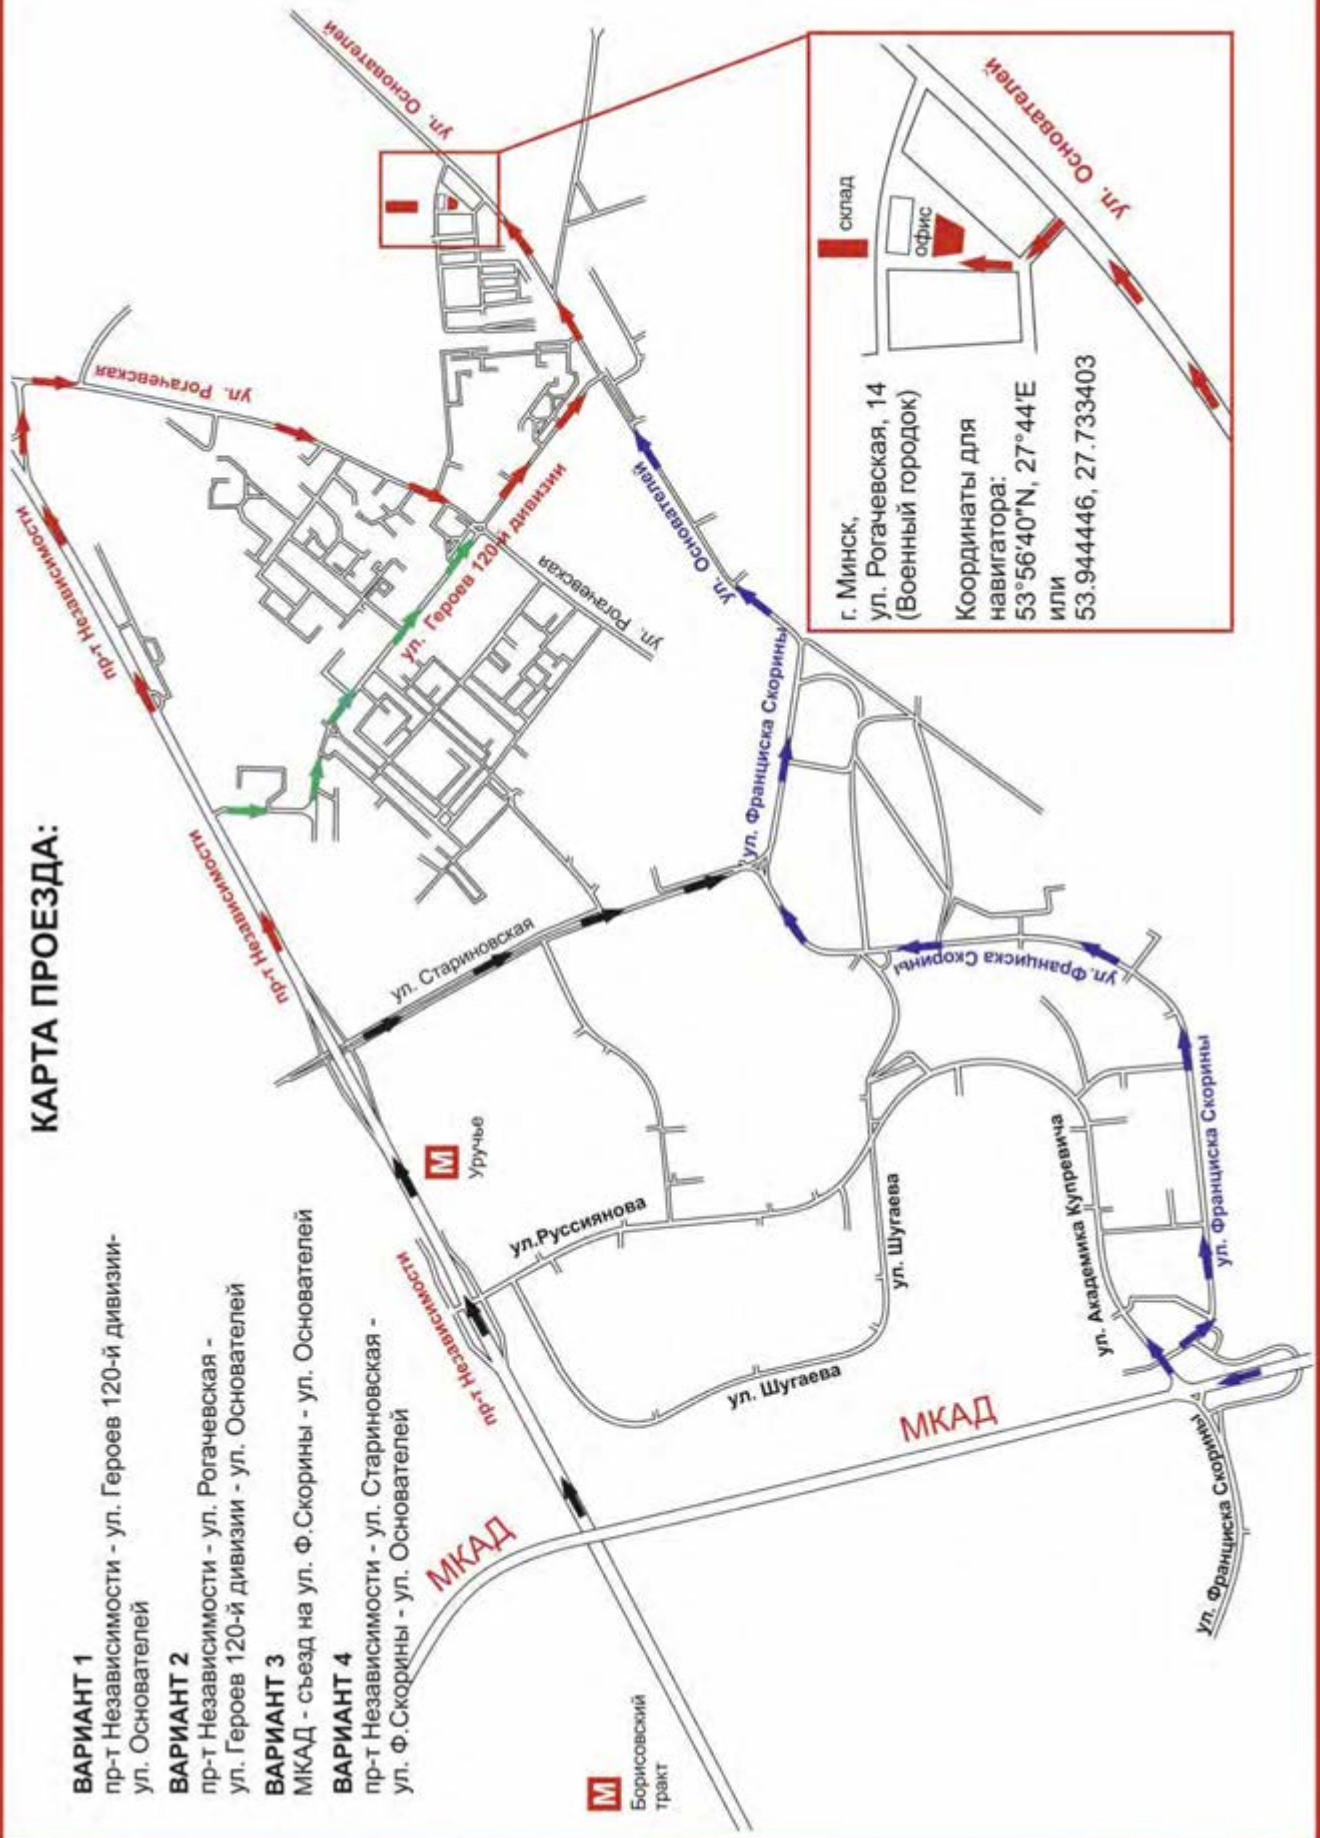 КАРТА ПРОЕЗДА:
ВАРИАНТ 1
пр-т Независимости - ул. Героев 120-й дивизии-
ул. Основателей
ВАРИАНТ 2
пр-т Независимости - ул. Рогачевская -
ул. Героев 120-й дивизии - ул. Основателей
ВАРИАНТ 3
МКАД - съезд на ул. Ф.Скорины - ул. Основателей
ВАРИАНТ 4
пр-т Независимости - ул. Стариновская -
ул. Ф.Скорины - ул. Основателей
М
Борисовский
тракт
МКАД
МКАД
пр-т Независимости
М
Уручье
пр-т Независимости
пр-т Независимости
ул. Рогачевская
ул. Основателей
ул. Героев 120-й дивизии
ул. Рогачевская
ул. Стариновская
ул.Руссиянова
ул. Шугаева
ул. Шугаева
ул. Академика Купревича
ул. Франциска Скорины
ул. Франциска Скорины
ул. Франциска Скорины
ул. Франциска Скорины
ул. Основателей
г. Минск,
ул. Рогачевская, 14
(Военный городок)
Координаты для
навигатора:
53°56'40"N, 27°44'E
или
53.944446, 27.733403
склад
офис
ул. Основателей